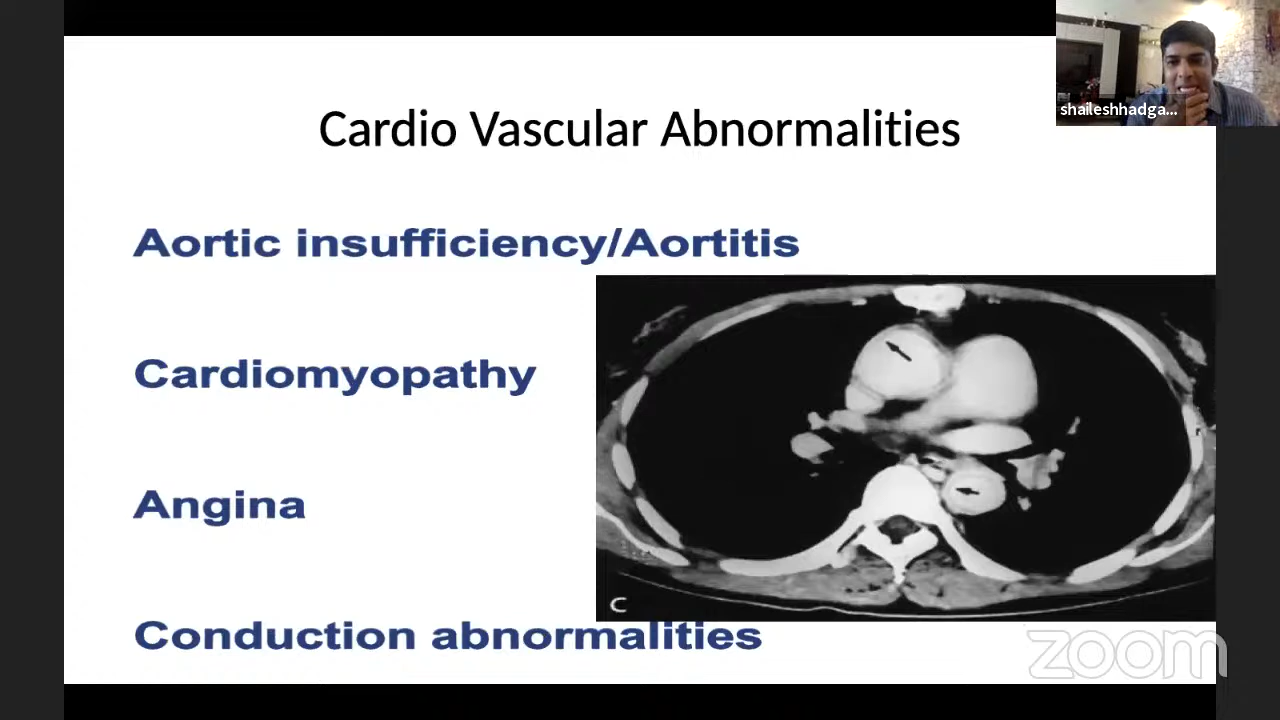 shaileshhadga...
Cardio Vascular Abnormalities
Aortic insufficiency/Aortitis
Cardiomyopathy
Angina
C
Conduction abnormalities
zoom